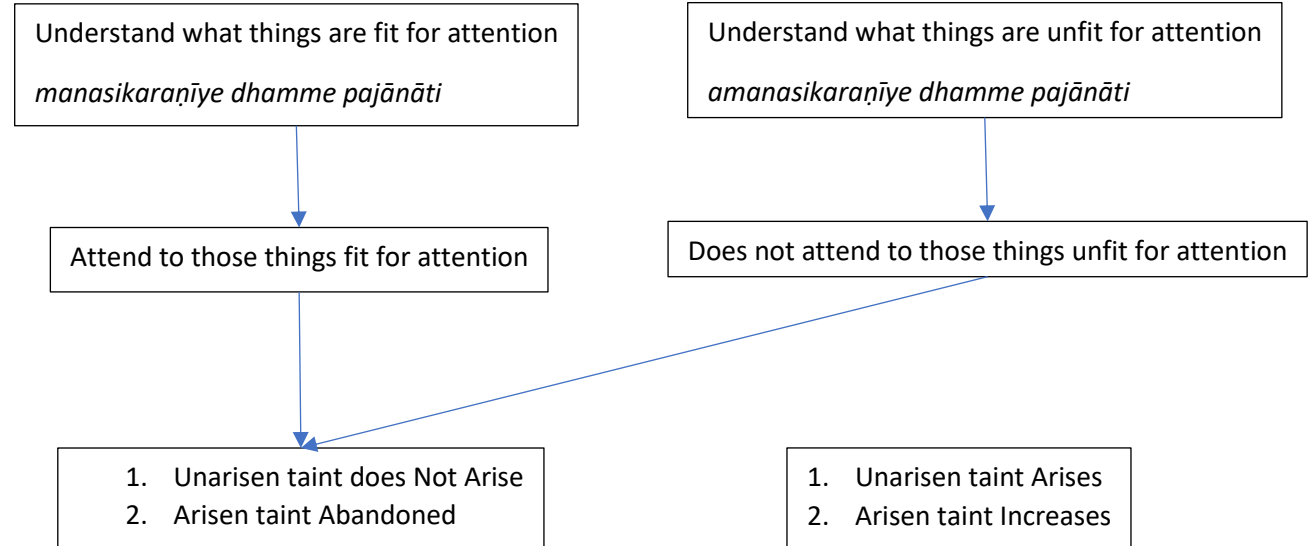 Understand what things are fit for attention
manasikaraṇīye dhamme pajānāti
Understand what things are unfit for attention
amanasikaraṇīye dhamme pajānāti
Attend to those things fit for attention
Does not attend to those things unfit for attention
1. Unarisen taint does Not Arise
2. Arisen taint Abandoned
1. Unarisen taint Arises
2. Arisen taint Increases